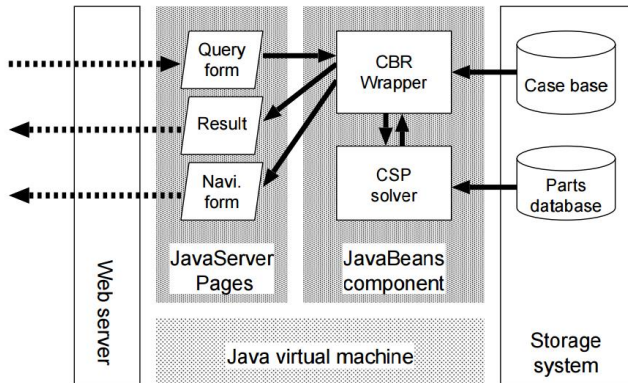 Query
form
Result
Navi.
form
JavaServer
Pages
CBR
Wrapper
CSP
solver
JavaBeans
component
Case base
Parts
database
Web server
Java virtual machine
Storage
system